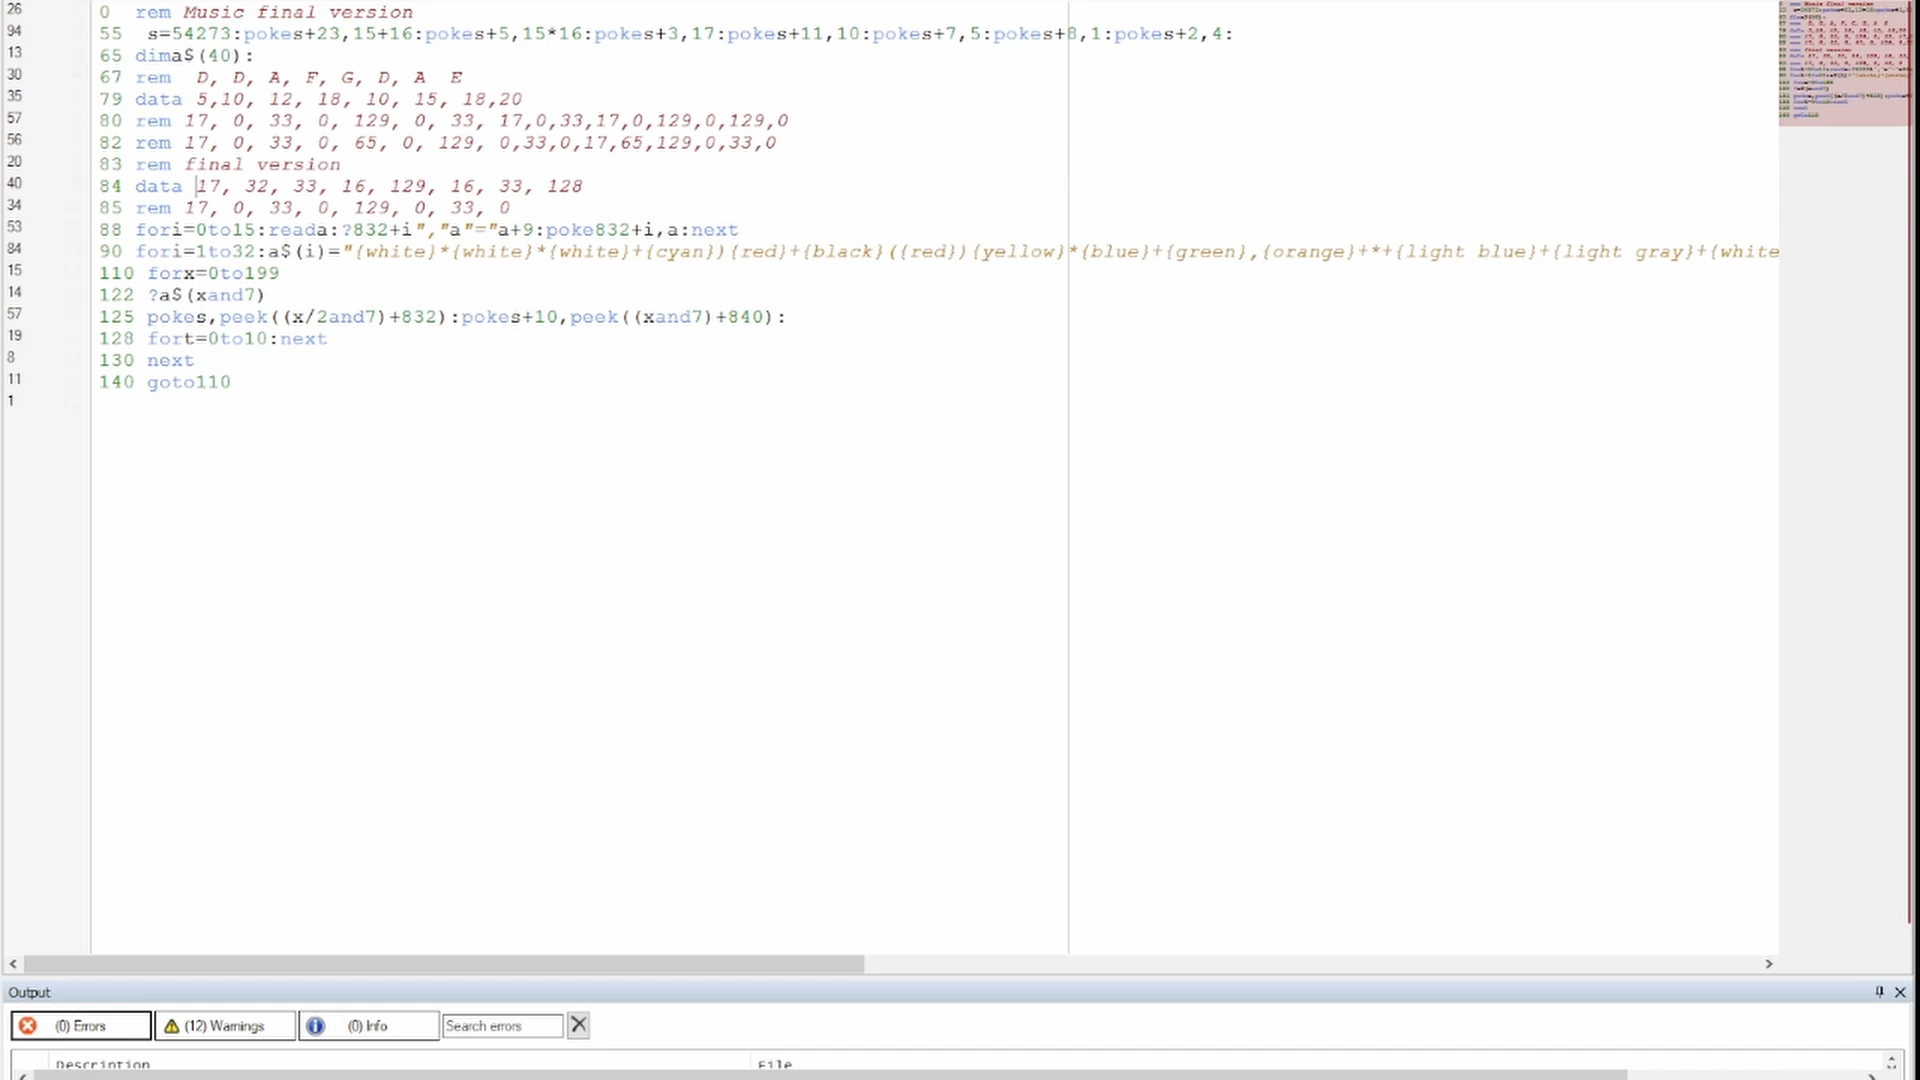 26
94
13
30
35
57
56
20
40
34
53
84
15
14
57
19
8
11
1
0 rem Music final version
55 s=54273:pokes+23,15+16:pokes+5,15*16:pokes+3,17:pokes+11,10:pokes+7,5:pokes+8,1:pokes+2,4:
65 dima$(40):
67 rem D, D, A, F, G, D, A E
79 data 5,10, 12, 18, 10, 15, 18,20
80 rem 17, 0, 33, 0, 129, 0, 33, 17,0,33,17,0,129,0,129,0
82 rem 17, 0, 33, 0, 65, 0, 129, 0,33,0,17,65,129,0,33,0
83 rem final version
84 data 17, 32, 33, 16, 129, 16, 33, 128
85 rem 17, 0, 33, 0, 129, 0, 33, 0
88 fori=0to15:reada:?832+i","a"="a+9:poke832+i,a:next
90 fori=1to32:a$(i)="{white}*{white}*{white}+{cyan}){red}+{black}({red}){yellow}*{blue}+{green},{orange}+*+{light blue}+{light gray}+{white
110 forx=0to199
122 ?a$(xand7)
125 pokes,peek((x/2and7)+832):pokes+10,peek((xand7)+840):
128 fort=0to10:next
130 next
140 goto110
Output
(0) Errors (12) Warnings (0) Info Search errors
Description File